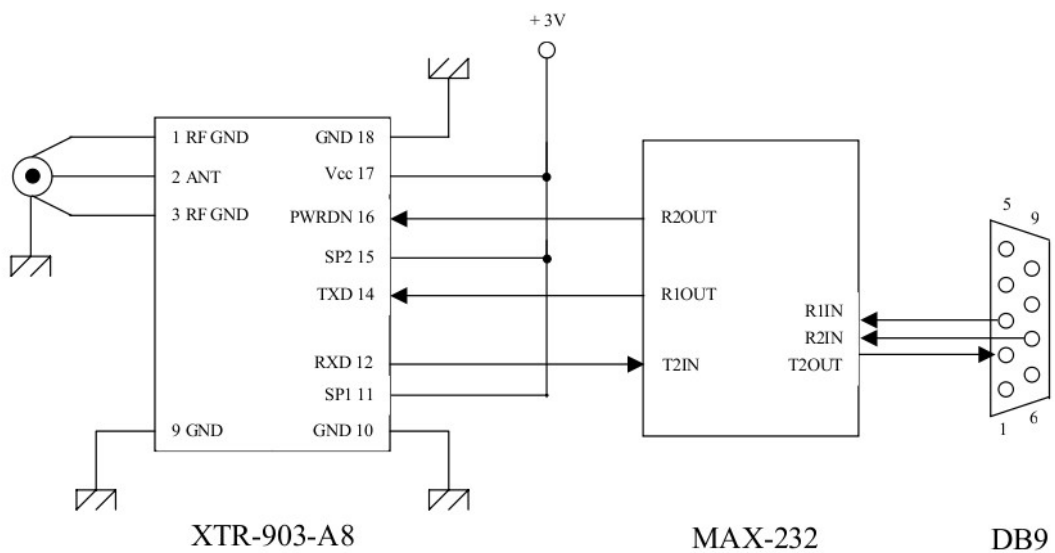 + 3V
1 RF GND
2 ANT
3 RF GND
9 GND
GND 18
Vcc 17
PWRDN 16
SP2 15
TXD 14
RXD 12
SP1 11
GND 10
R2OUT
R1OUT
T2IN
R1IN
R2IN
T2OUT
5
9
1
6
XTR-903-A8
MAX-232
DB9